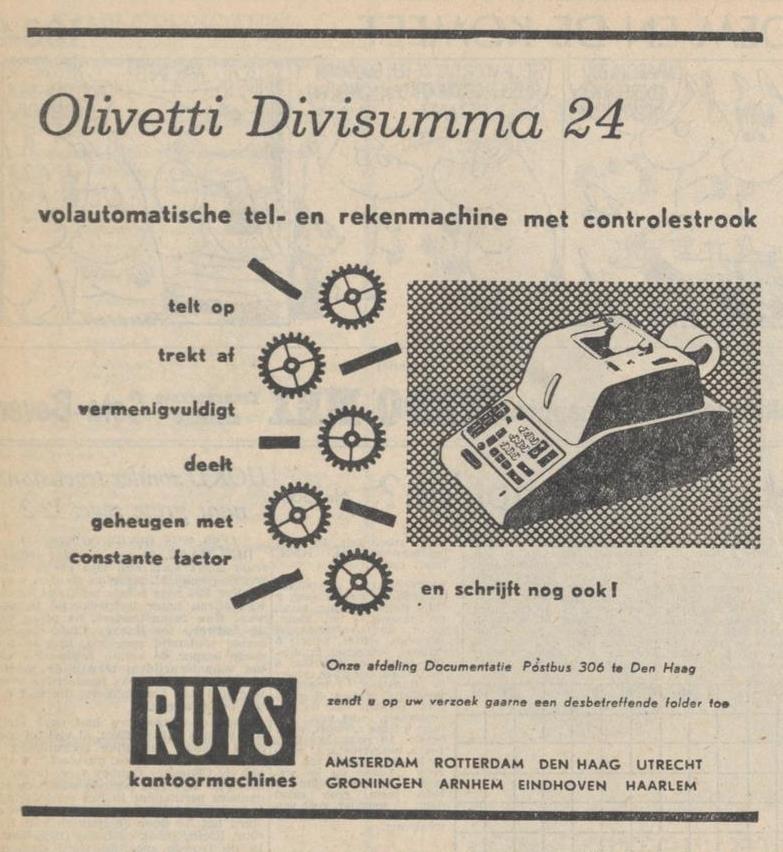 Olivetti Divisumma 24
volautomatische tel- en rekenmachine met controlestrook
telt op
trekt af
vermenigvuldigt
deelt
geheugen met
constante factor
en schrijft nog ook!
Onze afdeling Documentatie Postbus 306 te Den Haag
zendt u op uw verzoek gaarne een desbetreffende folder toe
RUYS
kantoormachines
AMSTERDAM ROTTERDAM DEN HAAG UTRECHT
GRONINGEN ARNHEM EINDHOVEN HAARLEM